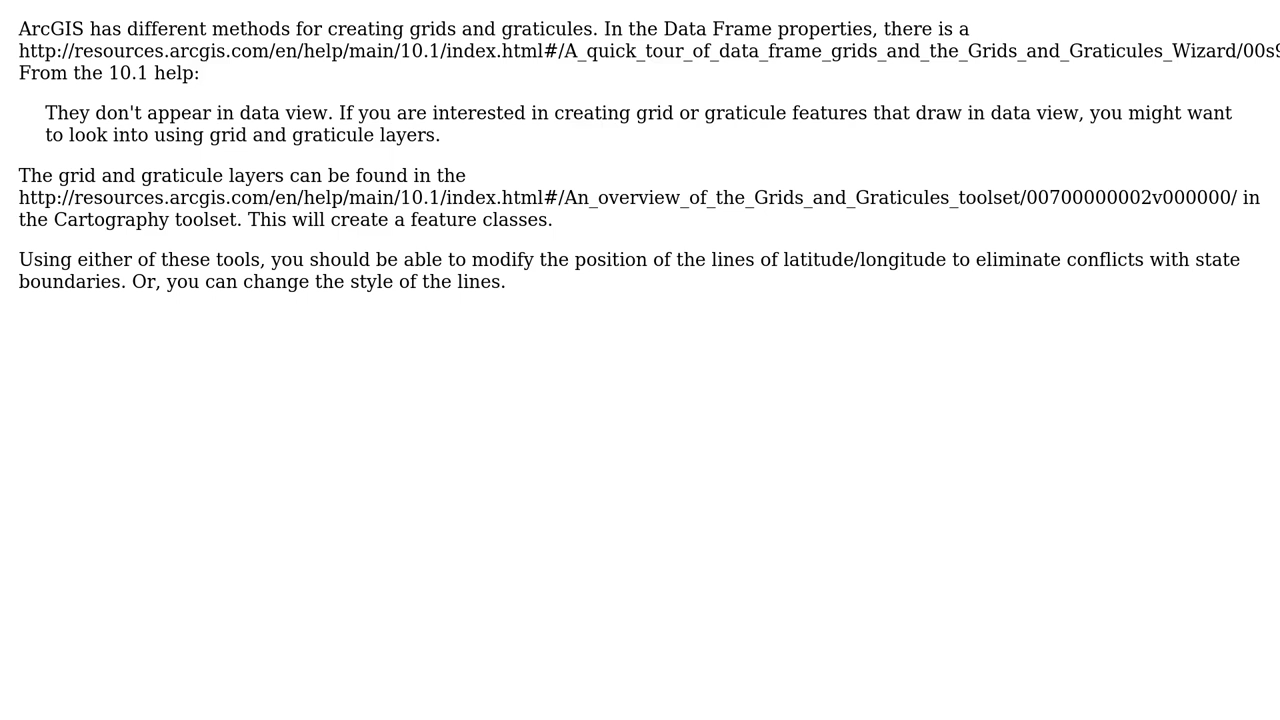 ArcGIS has different methods for creating grids and graticules. In the Data Frame properties, there is a
http://resources.arcgis.com/en/help/main/10.1/index.html#/A_quick_tour_of_data_frame_grids_and_the_Grids_and_Graticules_Wizard/00s9
From the 10.1 help:
They don't appear in data view. If you are interested in creating grid or graticule features that draw in data view, you might want
to look into using grid and graticule layers.
The grid and graticule layers can be found in the
http://resources.arcgis.com/en/help/main/10.1/index.html#/An_overview_of_the_Grids_and_Graticules_toolset/00700000002v000000/ in
the Cartography toolset. This will create a feature classes.
Using either of these tools, you should be able to modify the position of the lines of latitude/longitude to eliminate conflicts with state
boundaries. Or, you can change the style of the lines.